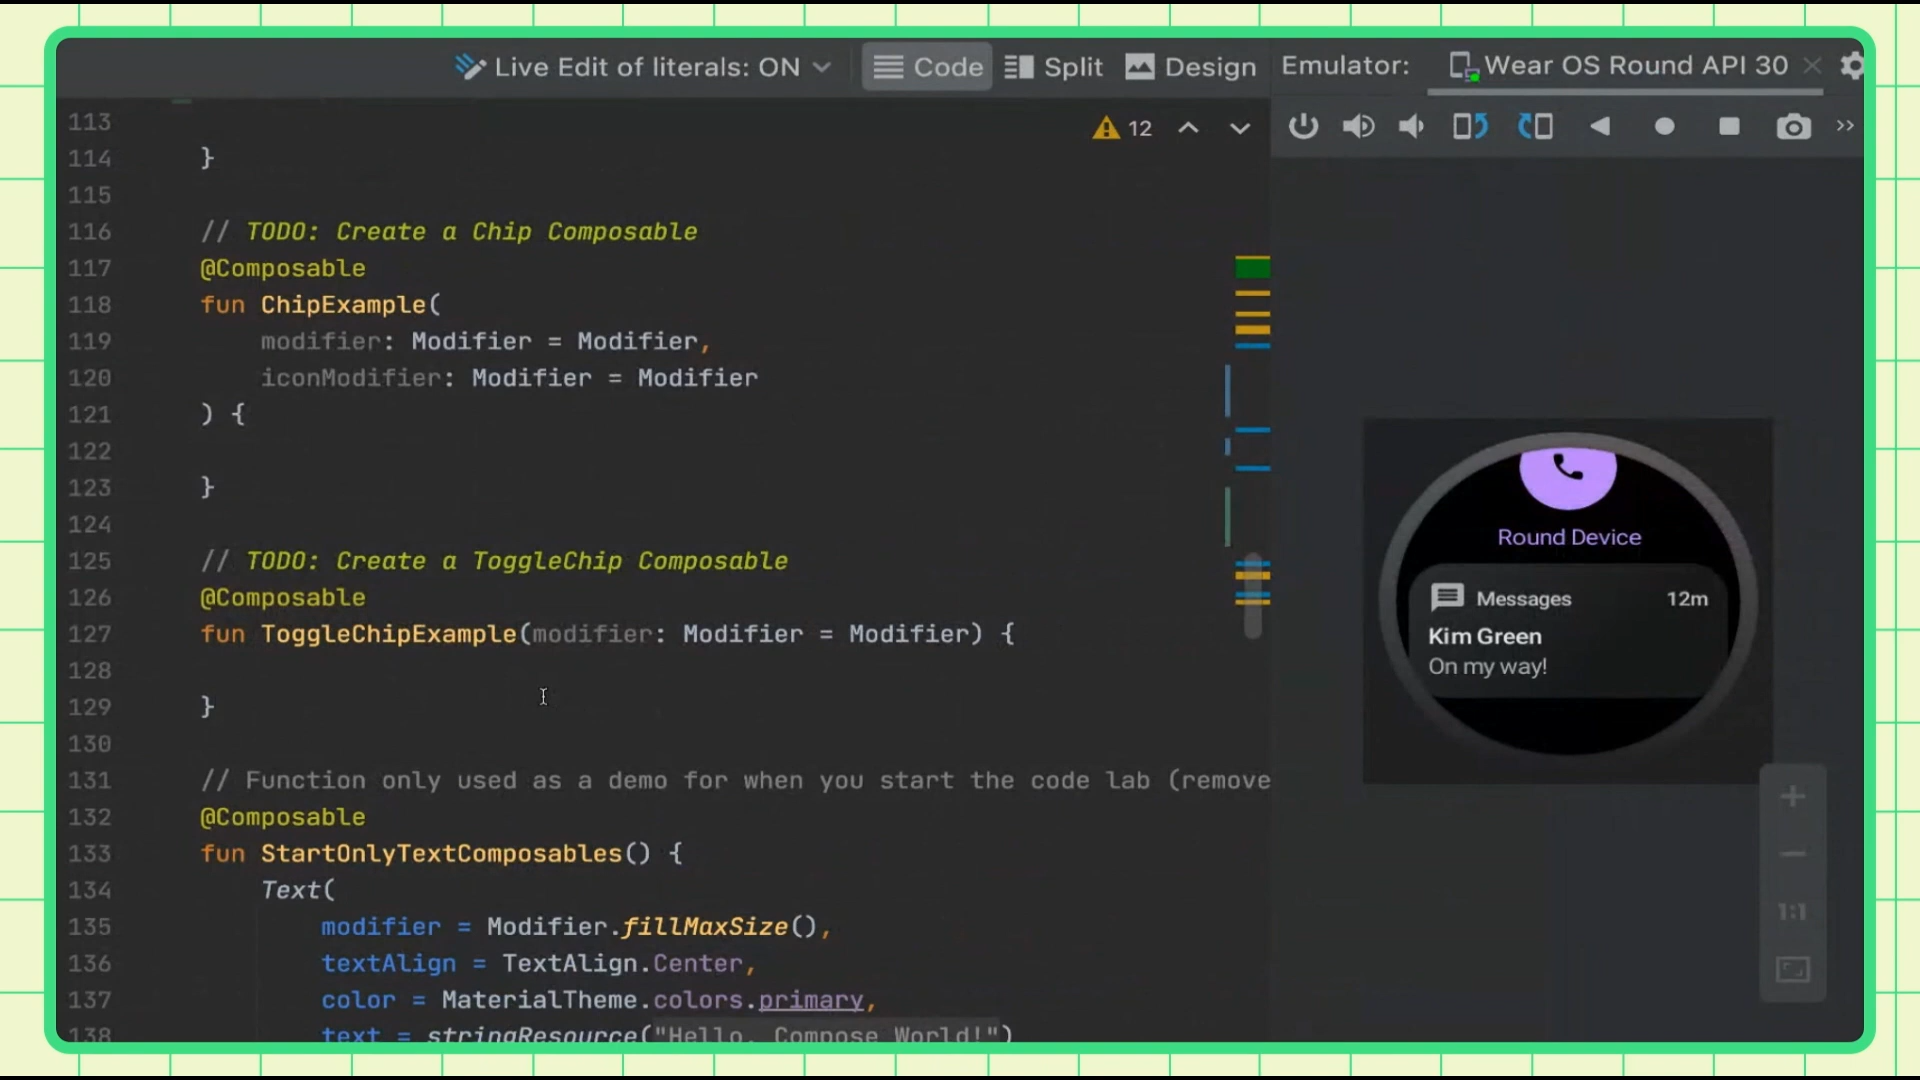 Live Edit of literals: ON
Code
Split
Design
Emulator:
Wear OS Round API 30
12
113
114 }
115
116 // TODO: Create a Chip Composable
117 @Composable
118 fun ChipExample(
119 modifier: Modifier = Modifier,
120 iconModifier: Modifier = Modifier
121 ) {
122
123 }
124
125 // TODO: Create a ToggleChip Composable
126 @Composable
127 fun ToggleChipExample(modifier: Modifier = Modifier) {
128
129 }
130
131 // Function only used as a demo for when you start the code lab (remove
132 @Composable
133 fun StartOnlyTextComposables() {
134 Text(
135 modifier = Modifier.fillMaxSize(),
136 textAlign = TextAlign.Center,
137 color = MaterialTheme.colors.primary,
138 text = stringResource("Hello, Compose World!")
Round Device
Messages 12m
Kim Green
On my way!
1:1